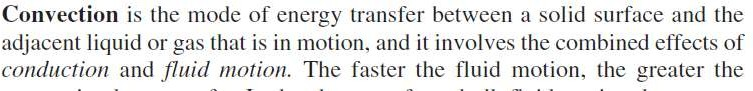 Convection is the mode of energy transfer between a solid surface and the
adjacent liquid or gas that is in motion, and it involves the combined effects of
conduction and fluid motion. The faster the fluid motion, the greater the